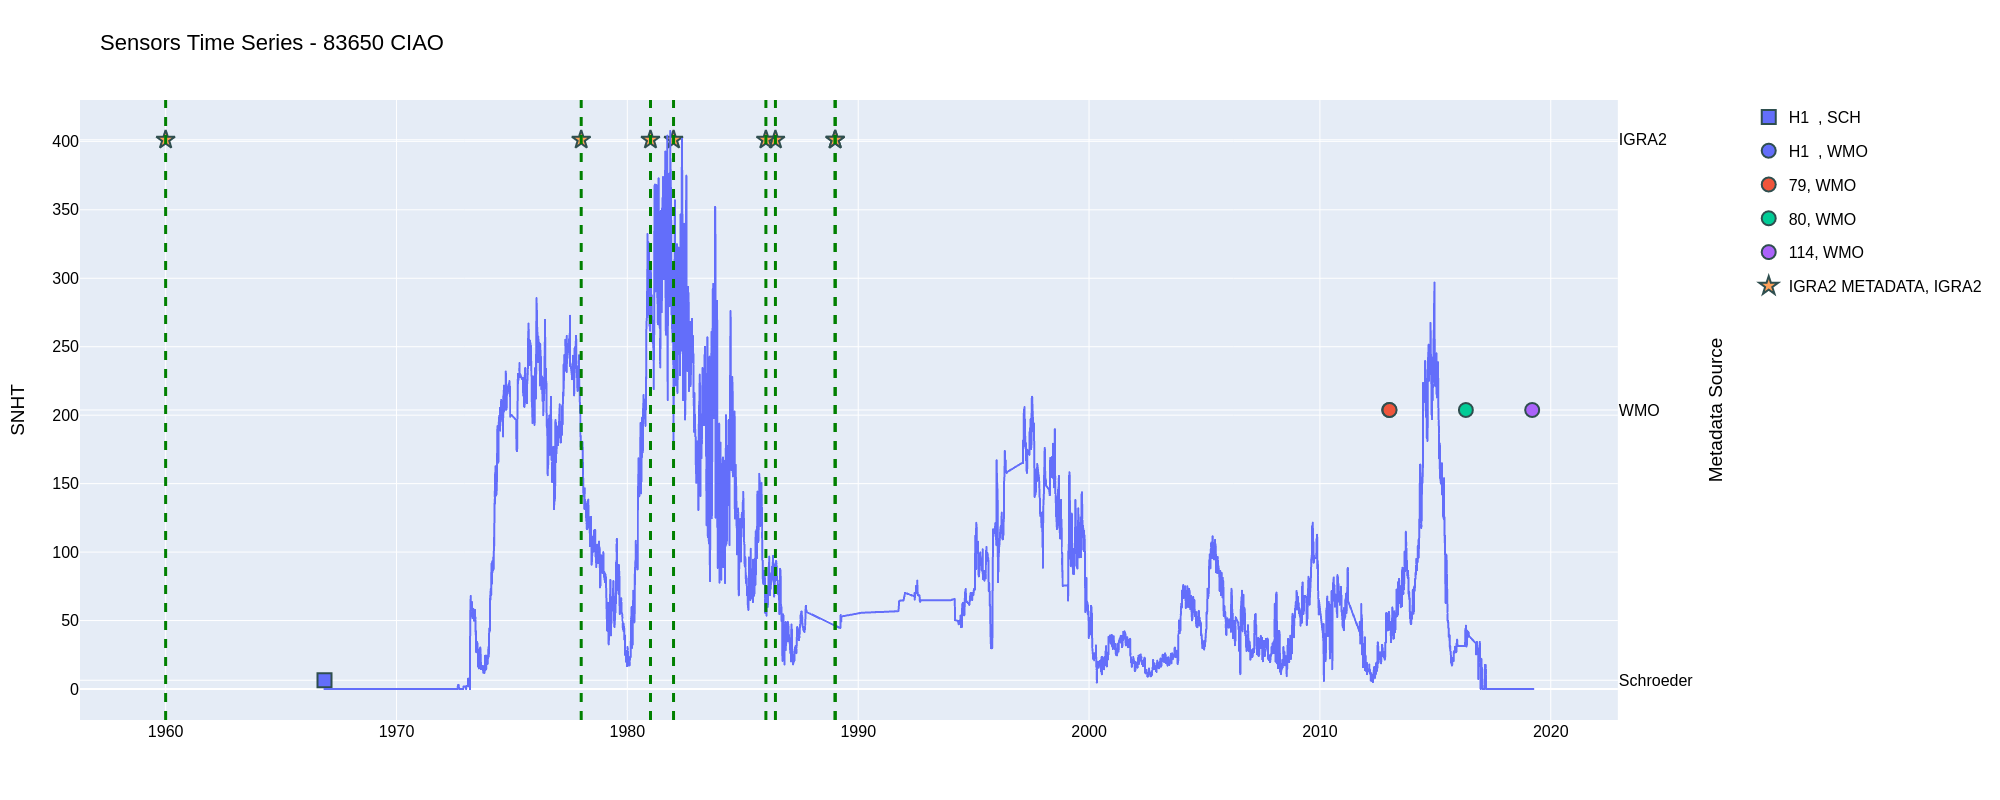 Sensors Time Series - 83650 CIAO
H1  , SCH
H1  , WMO
79, WMO
80, WMO
114, WMO
IGRA2 METADATA, IGRA2
SNHT
400
350
300
250
200
150
100
50
0
IGRA2
WMO
Schroeder
Metadata Source
1960
1970
1980
1990
2000
2010
2020